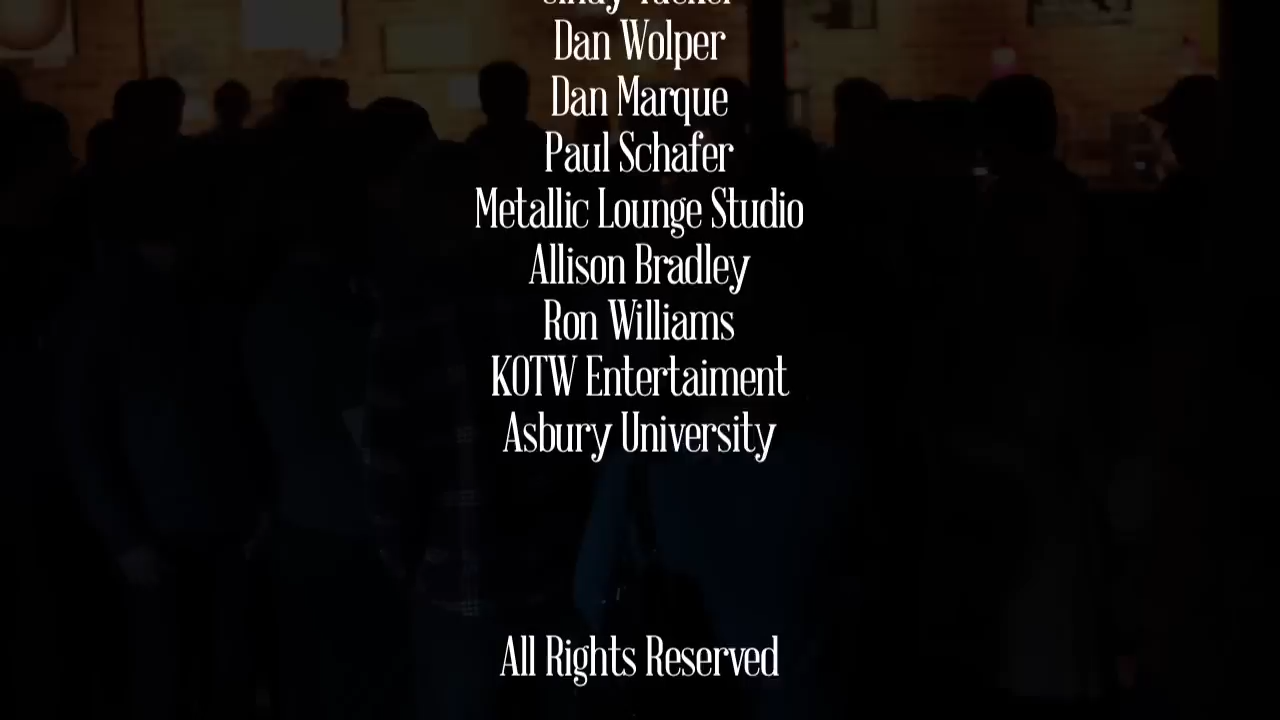 Dan Wolper
Dan Marque
Paul Schafer
Metallic Lounge Studio
Allison Bradley
Ron Williams
KOTW Entertaiment
Asbury University
All Rights Reserved